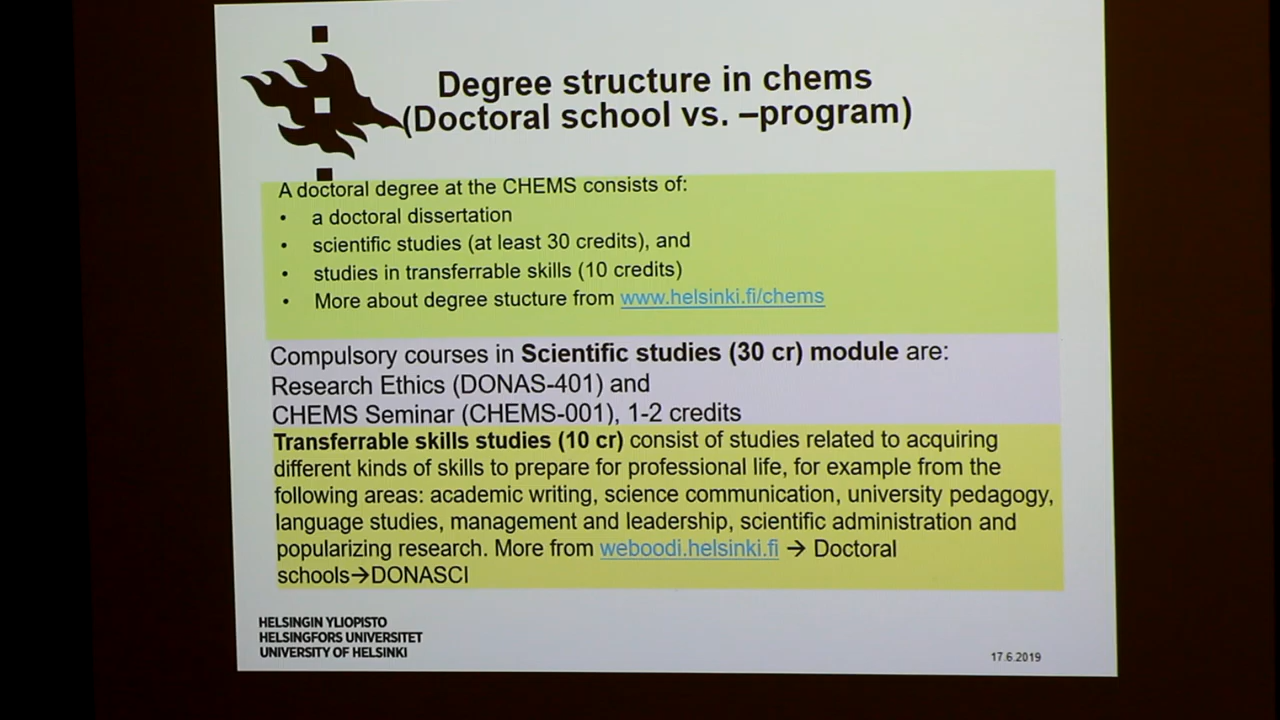 Degree structure in chems
(Doctoral school vs. –program)
A doctoral degree at the CHEMS consists of:
• a doctoral dissertation
• scientific studies (at least 30 credits), and
• studies in transferrable skills (10 credits)
• More about degree stucture from www.helsinki.fi/chems
Compulsory courses in Scientific studies (30 cr) module are:
Research Ethics (DONAS-401) and
CHEMS Seminar (CHEMS-001), 1-2 credits
Transferrable skills studies (10 cr) consist of studies related to acquiring
different kinds of skills to prepare for professional life, for example from the
following areas: academic writing, science communication, university pedagogy,
language studies, management and leadership, scientific administration and
popularizing research. More from weboodi.helsinki.fi → Doctoral
schools→DONASCI
HELSINGIN YLIOPISTO
HELSINGFORS UNIVERSITET
UNIVERSITY OF HELSINKI
17.6.2019